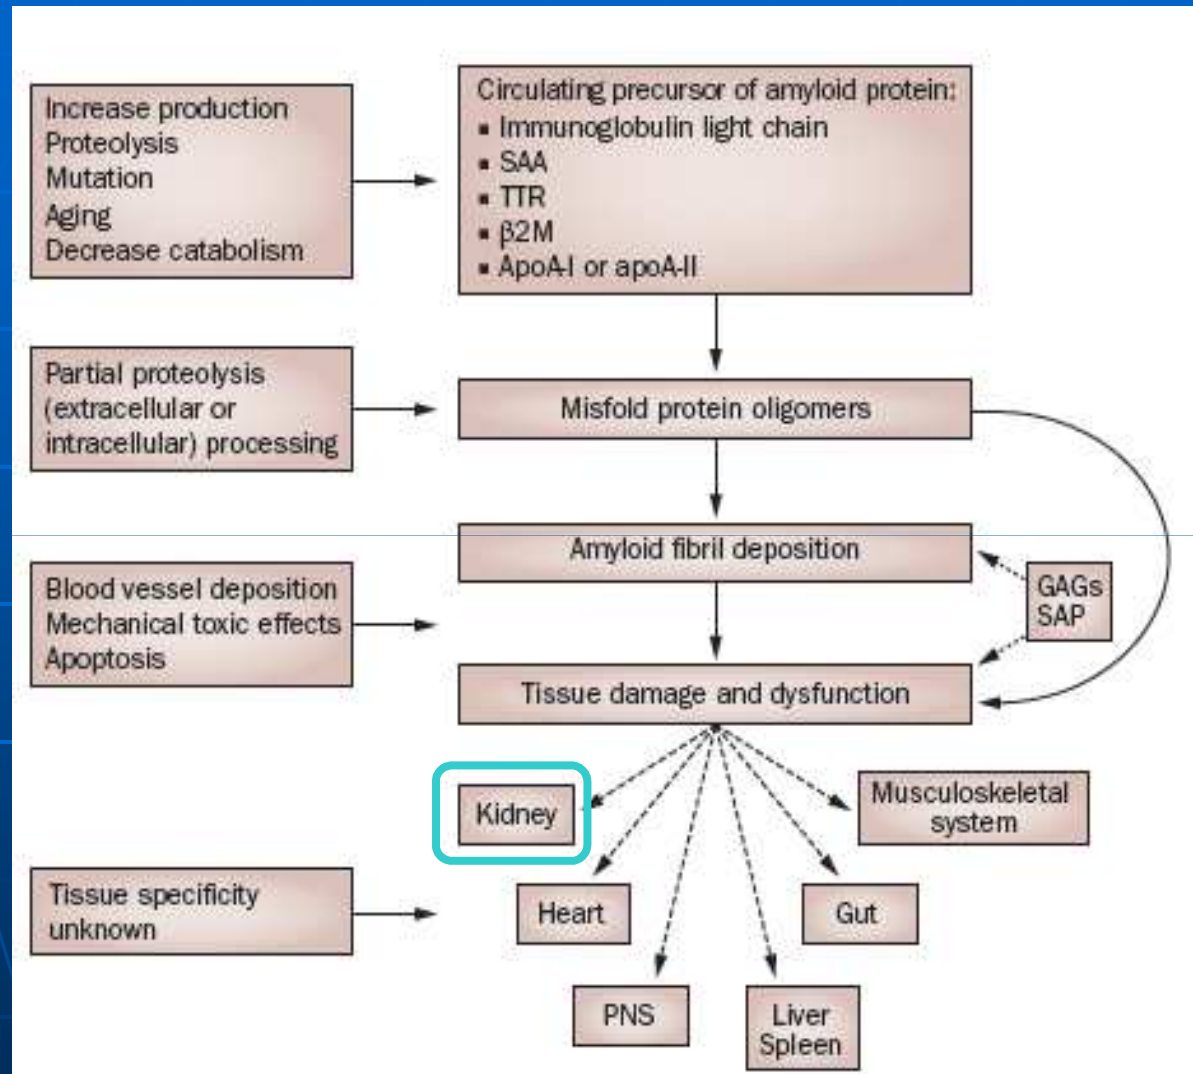 Increase production
Proteolysis
Mutation
Aging
Decrease catabolism
Circulating precursor of amyloid protein:
▪ Immunoglobulin light chain
▪ SAA
▪ TTR
▪ β2M
▪ ApoA-I or apoA-II
Partial proteolysis
(extracellular or
intracellular) processing
Misfold protein oligomers
Amyloid fibril deposition
GAGs
SAP
Blood vessel deposition
Mechanical toxic effects
Apoptosis
Tissue damage and dysfunction
Kidney
Musculoskeletal
system
Tissue specificity
unknown
Heart
Gut
PNS
Liver
Spleen